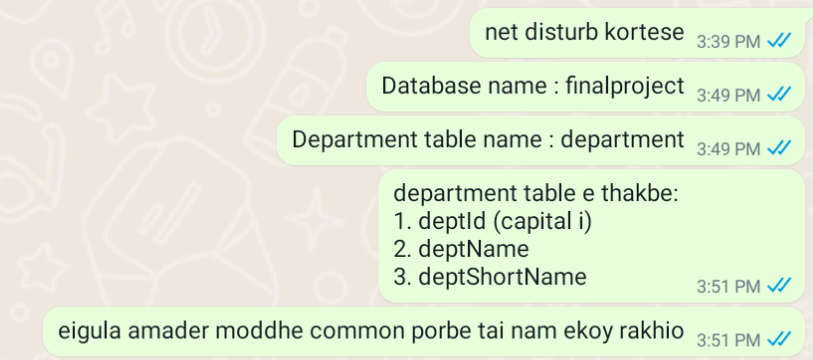 net disturb kortese 3:39 PM
Database name : finalproject 3:49 PM
Department table name : department 3:49 PM
department table e thakbe:
1. deptId (capital i)
2. deptName
3. deptShortName 3:51 PM
eigula amader moddhe common porbe tai nam ekoy rakhio 3:51 PM